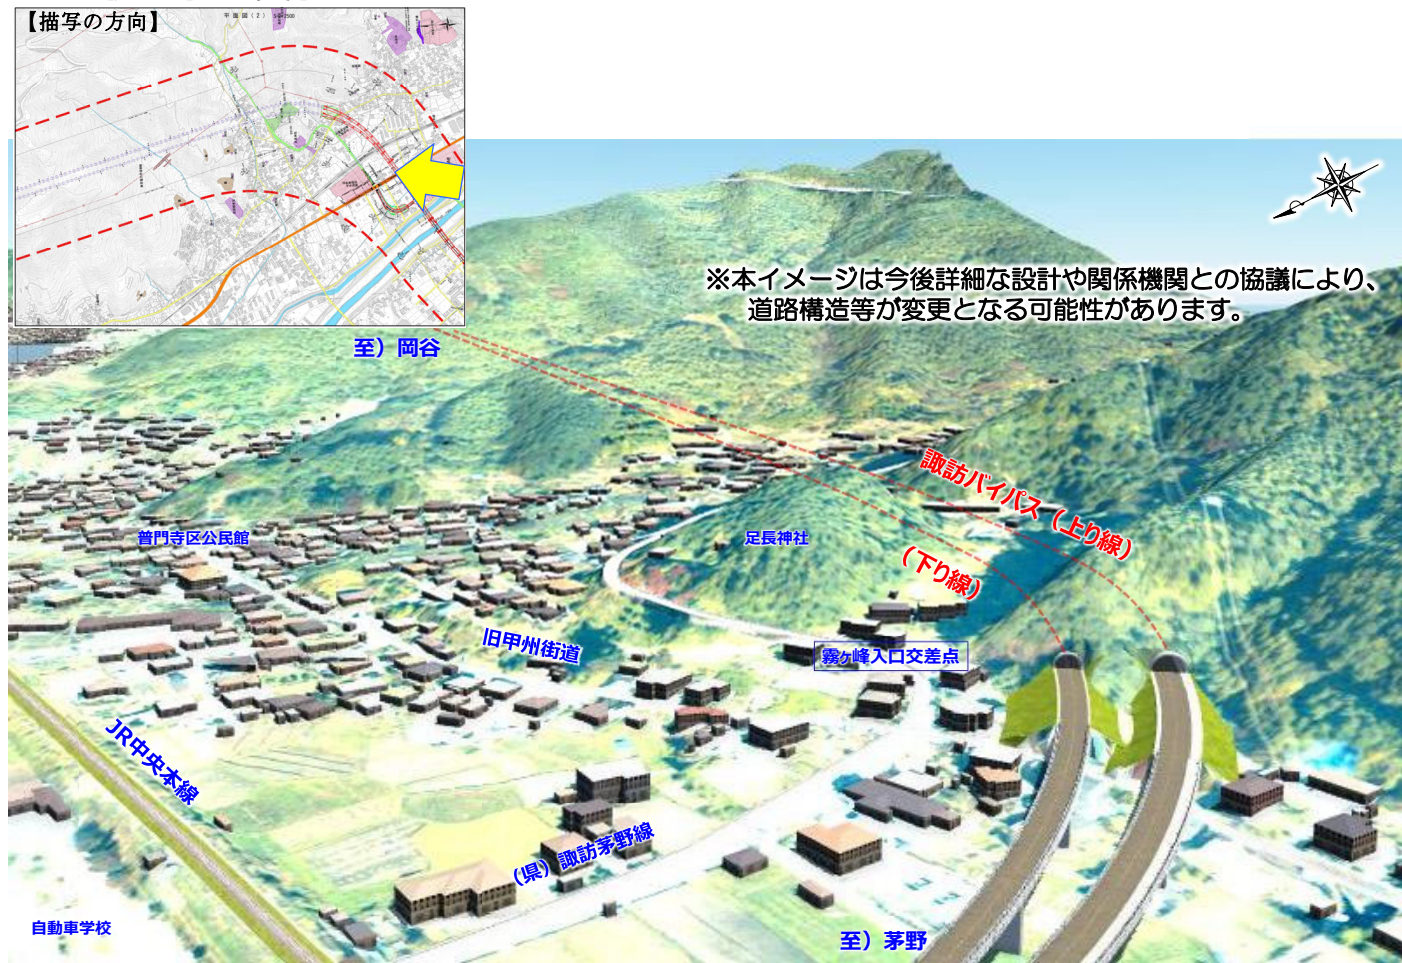 【描写の方向】
平面図(2)
※本イメージは今後詳細な設計や関係機関との協議により、
道路構造等が変更となる可能性があります。
至）岡谷
諏訪バイパス（上り線）
（下り線）
普門寺区公民館
足長神社
旧甲州街道
霧ケ峰入口交差点
JR中央本線
（県）諏訪茅野線
自動車学校
至）茅野